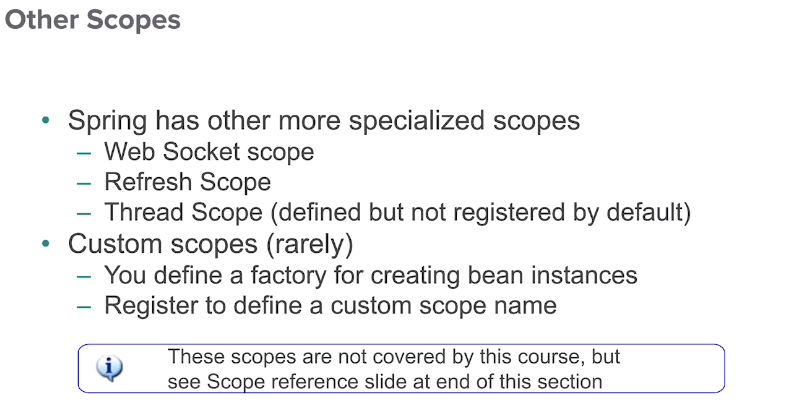 Other Scopes
• Spring has other more specialized scopes
– Web Socket scope
– Refresh Scope
– Thread Scope (defined but not registered by default)
• Custom scopes (rarely)
– You define a factory for creating bean instances
– Register to define a custom scope name
These scopes are not covered by this course, but
see Scope reference slide at end of this section